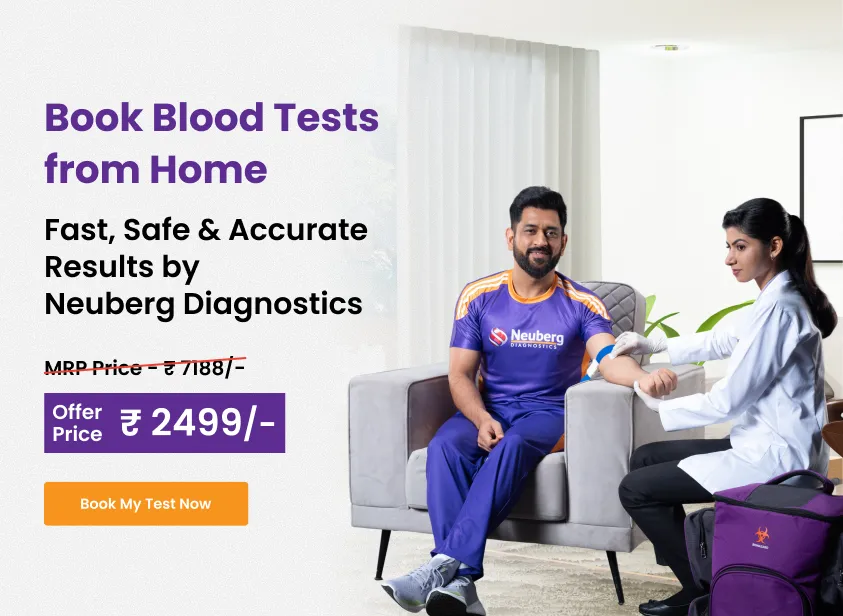 Book Blood Tests
from Home
Fast, Safe & Accurate
Results by
Neuberg Diagnostics
MRP Price - ₹ 7188/-
Offer
Price
₹ 2499/-
Book My Test Now
Neuberg
DIAGNOSTICS